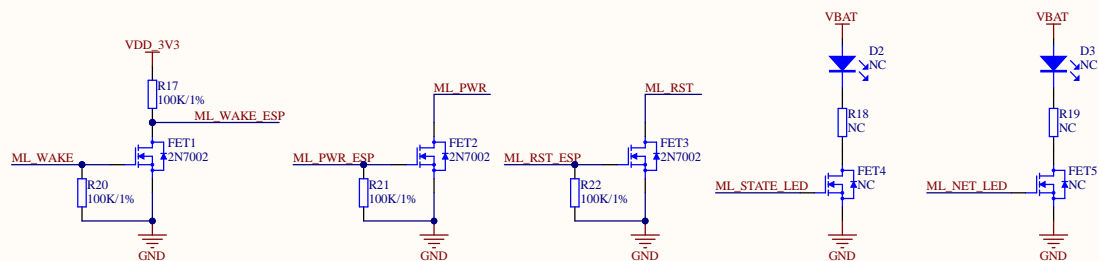 VDD_3V3
R17
100K/1%
ML_WAKE_ESP
ML_WAKE
FET1
2N7002
R20
100K/1%
GND
ML_PWR
ML_PWR_ESP
FET2
2N7002
R21
100K/1%
GND
ML_RST
ML_RST_ESP
FET3
2N7002
R22
100K/1%
GND
VBAT
D2
NC
R18
NC
FET4
NC
ML_STATE_LED
GND
VBAT
D3
NC
R19
NC
FET5
NC
ML_NET_LED
GND